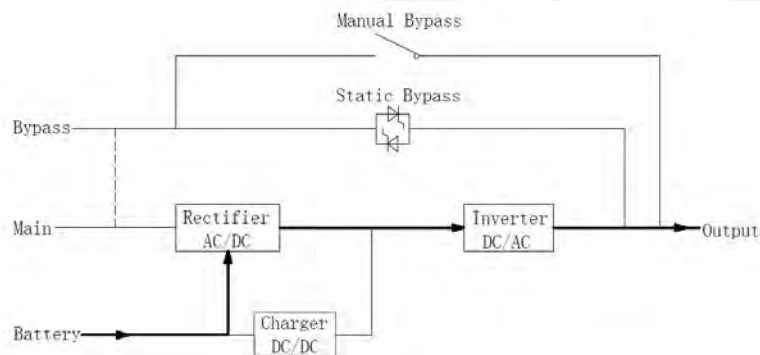 Manual Bypass
Static Bypass
Bypass
Main
Rectifier
AC/DC
Inverter
DC/AC
Output
Battery
Charger
DC/DC